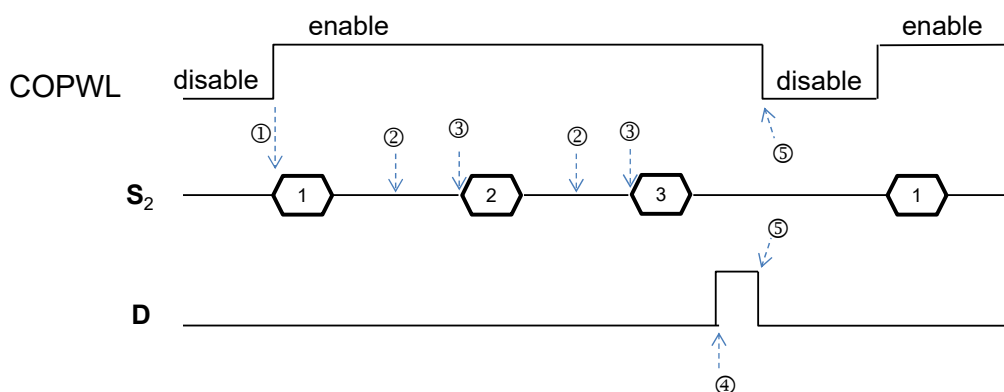 enable
enable
disable
disable
COPWL
①
②
③
②
③
⑤
S₂
1
2
3
1
⑤
D
④